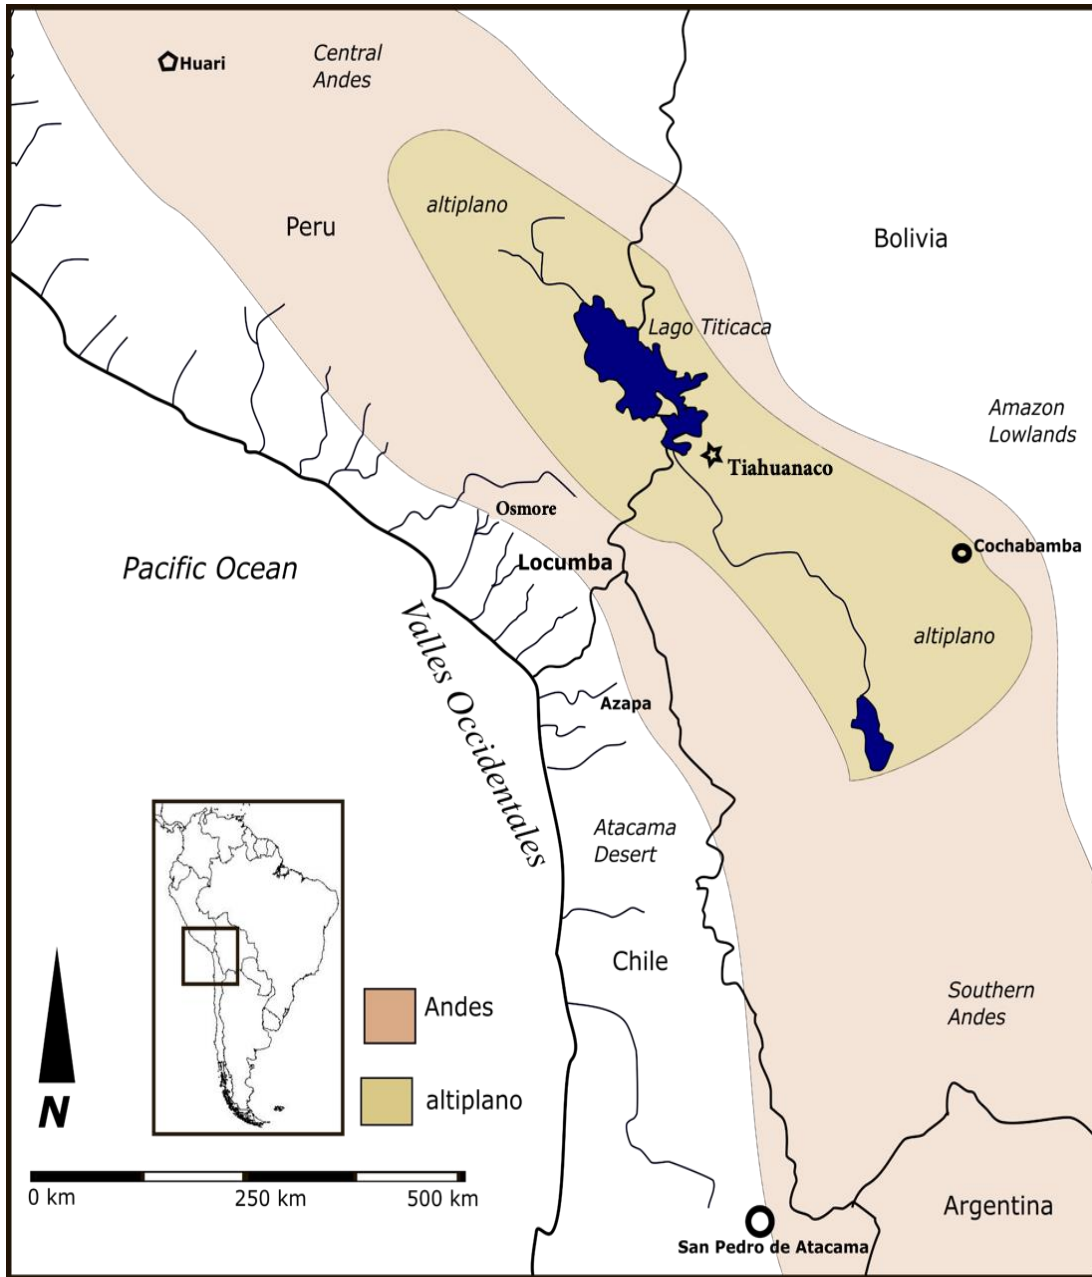 Huari
Central
Andes
altiplano
Peru
Bolivia
Lago Titicaca
Amazon
Lowlands
Tiahuanaco
Osmore
Cochabamba
Locumba
Pacific Ocean
altiplano
Valles Occidentales
Azapa
Atacama
Desert
Chile
Southern
Andes
Andes
altiplano
N
0 km
250 km
500 km
Argentina
San Pedro de Atacama